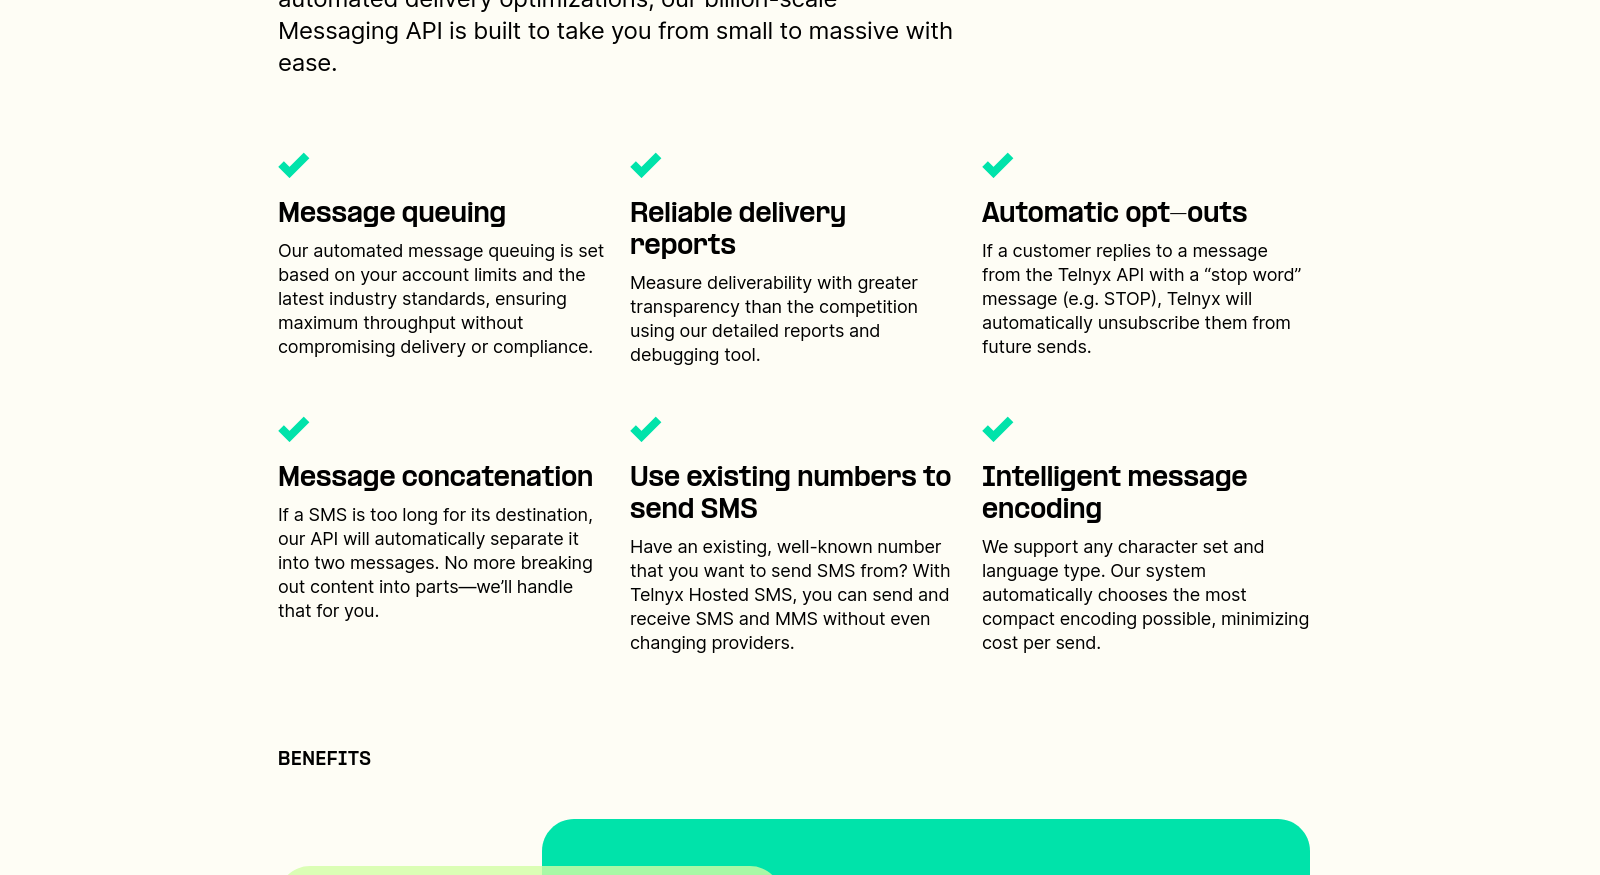 automated delivery optimizations, our billion-scale
Messaging API is built to take you from small to massive with
ease.
Message queuing
Our automated message queuing is set
based on your account limits and the
latest industry standards, ensuring
maximum throughput without
compromising delivery or compliance.
Reliable delivery
reports
Measure deliverability with greater
transparency than the competition
using our detailed reports and
debugging tool.
Automatic opt-outs
If a customer replies to a message
from the Telnyx API with a “stop word”
message (e.g. STOP), Telnyx will
automatically unsubscribe them from
future sends.
Message concatenation
If a SMS is too long for its destination,
our API will automatically separate it
into two messages. No more breaking
out content into parts—we’ll handle
that for you.
Use existing numbers to
send SMS
Have an existing, well-known number
that you want to send SMS from? With
Telnyx Hosted SMS, you can send and
receive SMS and MMS without even
changing providers.
Intelligent message
encoding
We support any character set and
language type. Our system
automatically chooses the most
compact encoding possible, minimizing
cost per send.
BENEFITS